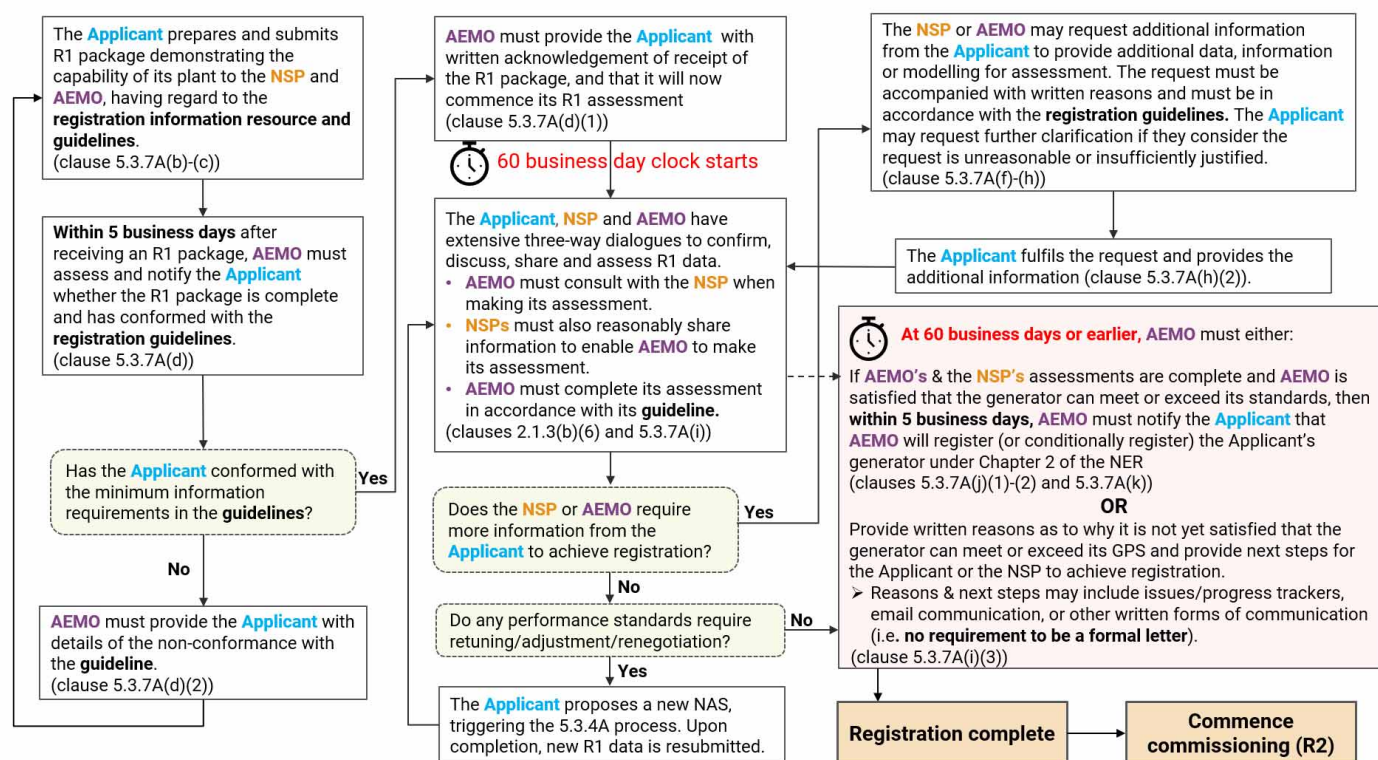 The Applicant prepares and submits
R1 package demonstrating the
capability of its plant to the NSP and
AEMO, having regard to the
registration information resource and
guidelines.
(clause 5.3.7A(b)-(c))
Within 5 business days after
receiving an R1 package, AEMO must
assess and notify the Applicant
whether the R1 package is complete
and has conformed with the
registration guidelines.
(clause 5.3.7A(d))
Has the Applicant conformed with
the minimum information
requirements in the guidelines?
Yes
No
AEMO must provide the Applicant with
details of the non-conformance with
the guideline.
(clause 5.3.7A(d)(2))
AEMO must provide the Applicant with
written acknowledgement of receipt of
the R1 package, and that it will now
commence its R1 assessment
(clause 5.3.7A(d)(1))
60 business day clock starts
The Applicant, NSP and AEMO have
extensive three-way dialogues to confirm,
discuss, share and assess R1 data.
• AEMO must consult with the NSP when
making its assessment.
• NSPs must also reasonably share
information to enable AEMO to make
its assessment.
• AEMO must complete its assessment
in accordance with its guideline.
(clauses 2.1.3(b)(6) and 5.3.7A(i))
Does the NSP or AEMO require
more information from the
Applicant to achieve registration?
Yes
No
Do any performance standards require
retuning/adjustment/renegotiation?
No
Yes
The Applicant proposes a new NAS,
triggering the 5.3.4A process. Upon
completion, new R1 data is resubmitted.
The NSP or AEMO may request additional information
from the Applicant to provide additional data, information
or modelling for assessment. The request must be
accompanied with written reasons and must be in
accordance with the registration guidelines. The Applicant
may request further clarification if they consider the
request is unreasonable or insufficiently justified.
(clause 5.3.7A(f)-(h))
The Applicant fulfils the request and provides the
additional information (clause 5.3.7A(h)(2)).
At 60 business days or earlier, AEMO must either:
If AEMO's & the NSP's assessments are complete and AEMO is
satisfied that the generator can meet or exceed its standards, then
within 5 business days, AEMO must notify the Applicant that
AEMO will register (or conditionally register) the Applicant's
generator under Chapter 2 of the NER
(clauses 5.3.7A(j)(1)-(2) and 5.3.7A(k))
OR
Provide written reasons as to why it is not yet satisfied that the
generator can meet or exceed its GPS and provide next steps for
the Applicant or the NSP to achieve registration.
➢ Reasons & next steps may include issues/progress trackers,
email communication, or other written forms of communication
(i.e. no requirement to be a formal letter).
(clause 5.3.7A(i)(3))
Registration complete
Commence
commissioning (R2)